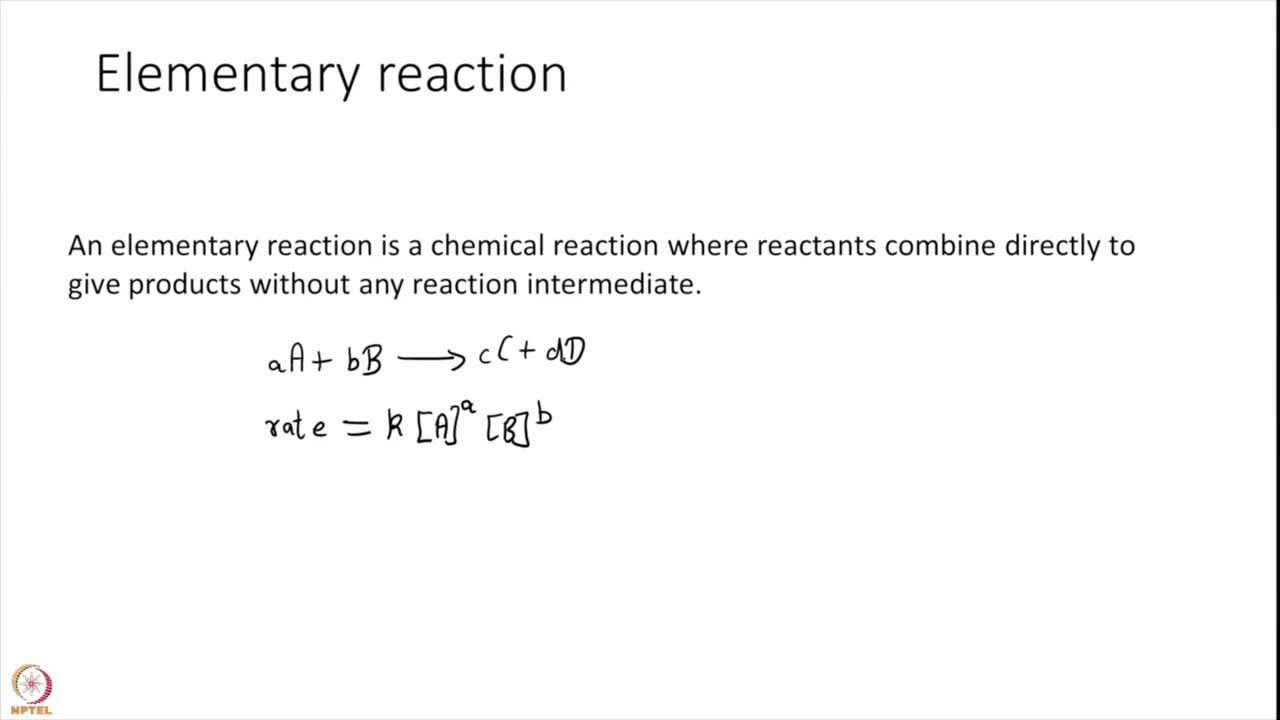 Elementary reaction
An elementary reaction is a chemical reaction where reactants combine directly to
give products without any reaction intermediate.
aA + bB ⟶ cC + dD
rate = k [A]^a [B]^b
NPTEL